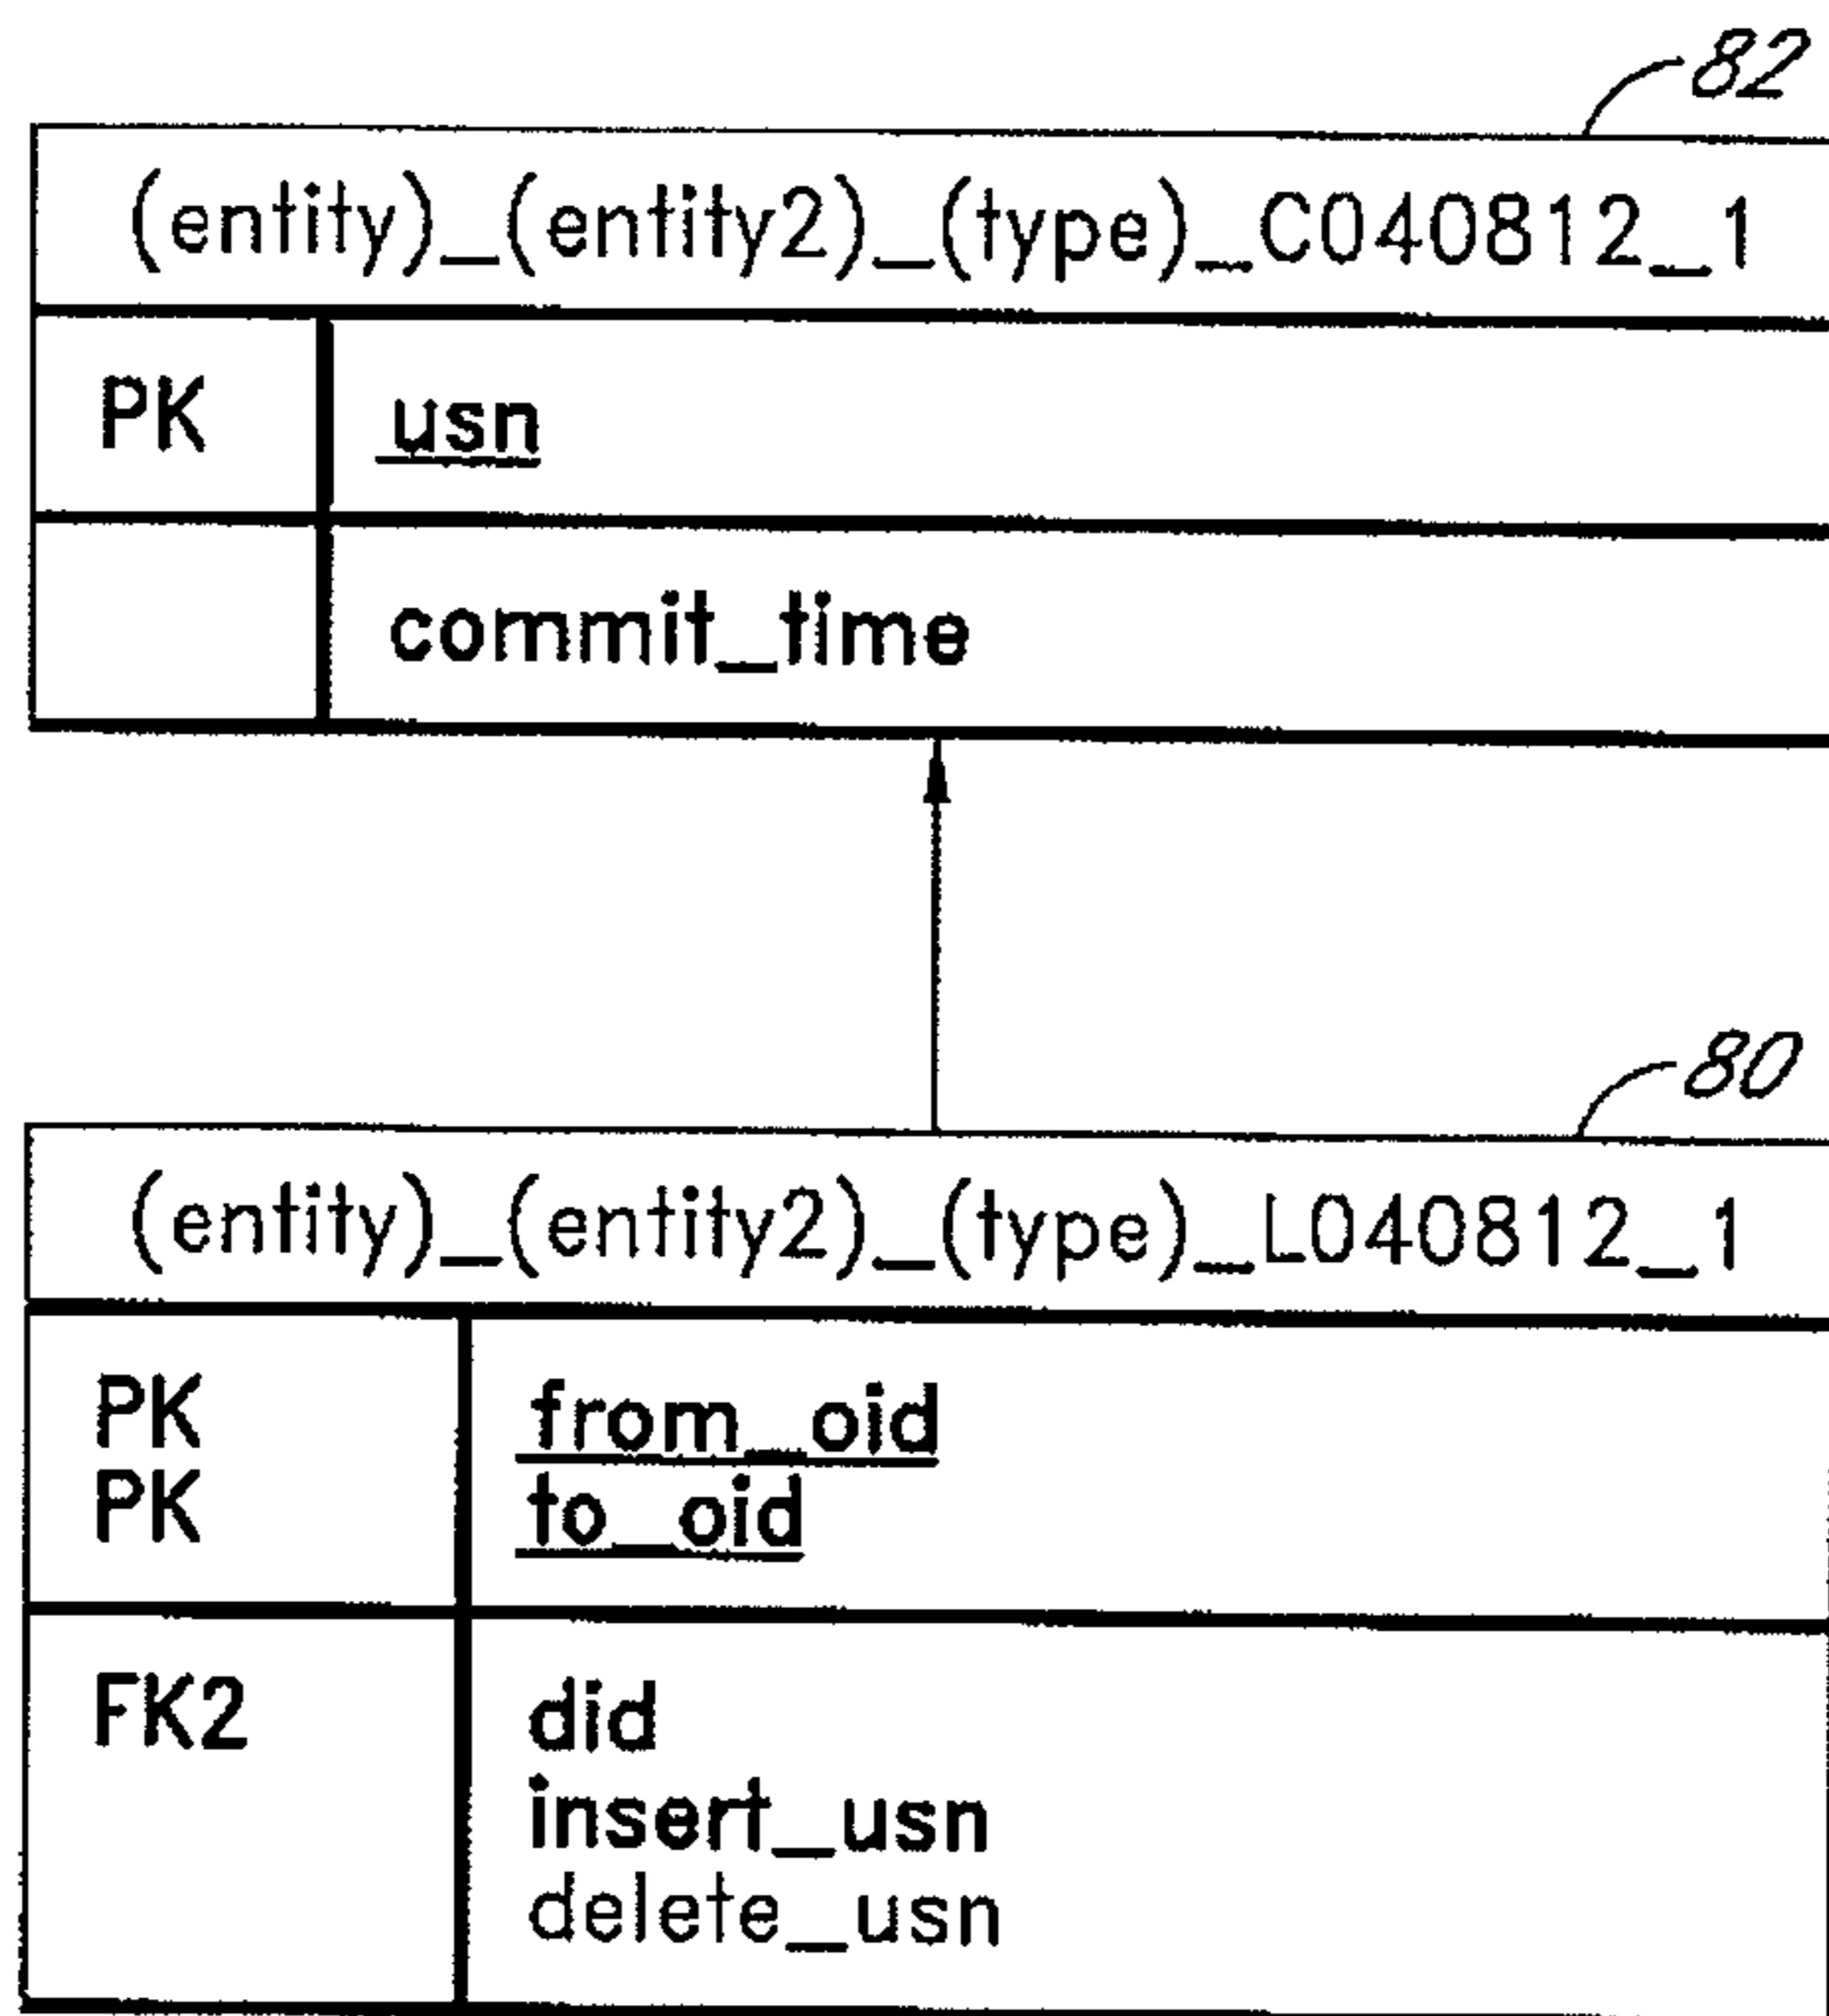 82
(entity)_(entity2)_(type)_C040812_1
PK usn
commit_time
80
(entity)_(entity2)_(type)_L040812_1
PK from_oid
PK to_oid
FK2 did
insert_usn
delete_usn